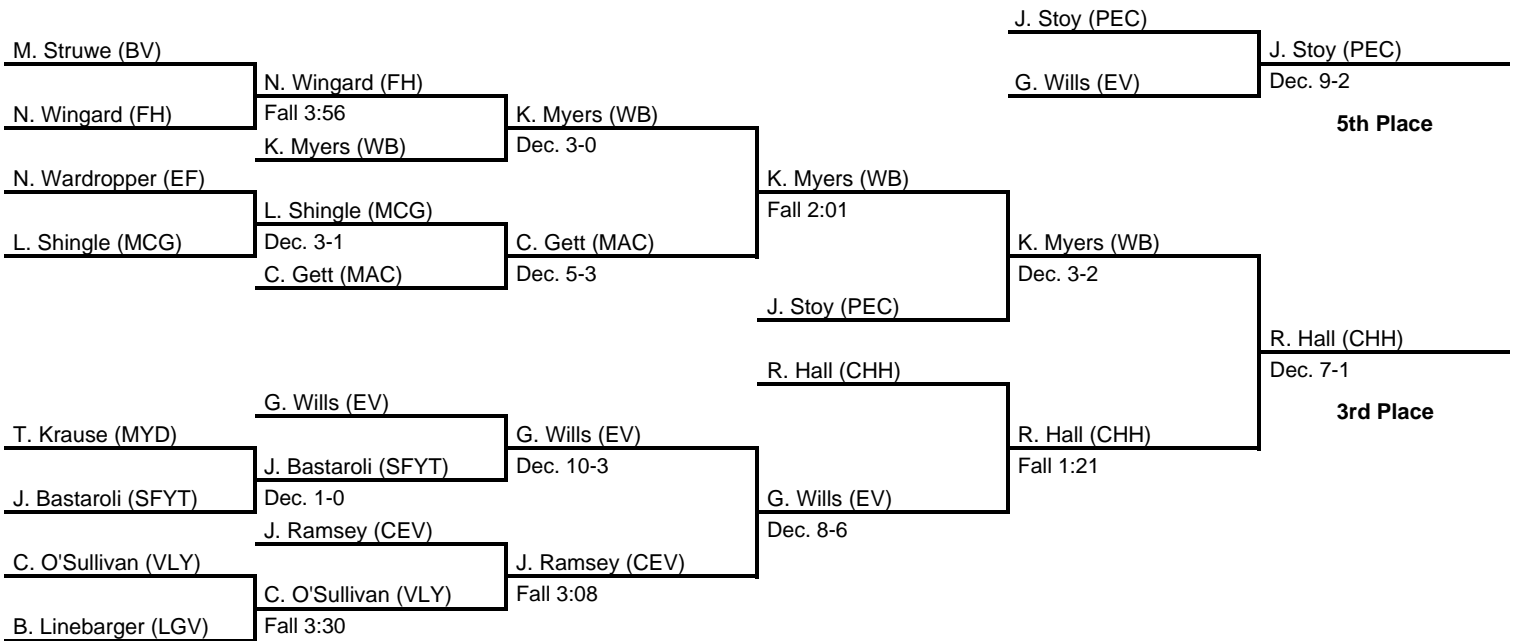 J. Stoy (PEC)
M. Struwe (BV)
J. Stoy (PEC)
N. Wingard (FH)
G. Wills (EV)
Dec. 9-2
N. Wingard (FH)
Fall 3:56
K. Myers (WB)
5th Place
K. Myers (WB)
Dec. 3-0
N. Wardropper (EF)
K. Myers (WB)
L. Shingle (MCG)
Fall 2:01
L. Shingle (MCG)
Dec. 3-1
C. Gett (MAC)
K. Myers (WB)
C. Gett (MAC)
Dec. 5-3
Dec. 3-2
J. Stoy (PEC)
R. Hall (CHH)
R. Hall (CHH)
Dec. 7-1
G. Wills (EV)
3rd Place
T. Krause (MYD)
G. Wills (EV)
R. Hall (CHH)
J. Bastaroli (SFYT)
Dec. 10-3
Fall 1:21
J. Bastaroli (SFYT)
Dec. 1-0
G. Wills (EV)
J. Ramsey (CEV)
Dec. 8-6
C. O'Sullivan (VLY)
J. Ramsey (CEV)
C. O'Sullivan (VLY)
Fall 3:08
B. Linebarger (LGV)
Fall 3:30